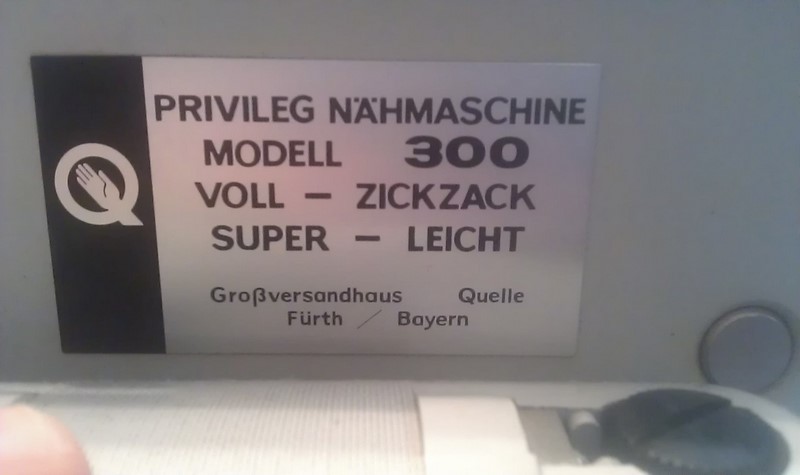 PRIVILEG NÄHMASCHINE
MODELL 300
VOLL – ZICKZACK
SUPER – LEICHT
Großversandhaus Quelle
Fürth / Bayern